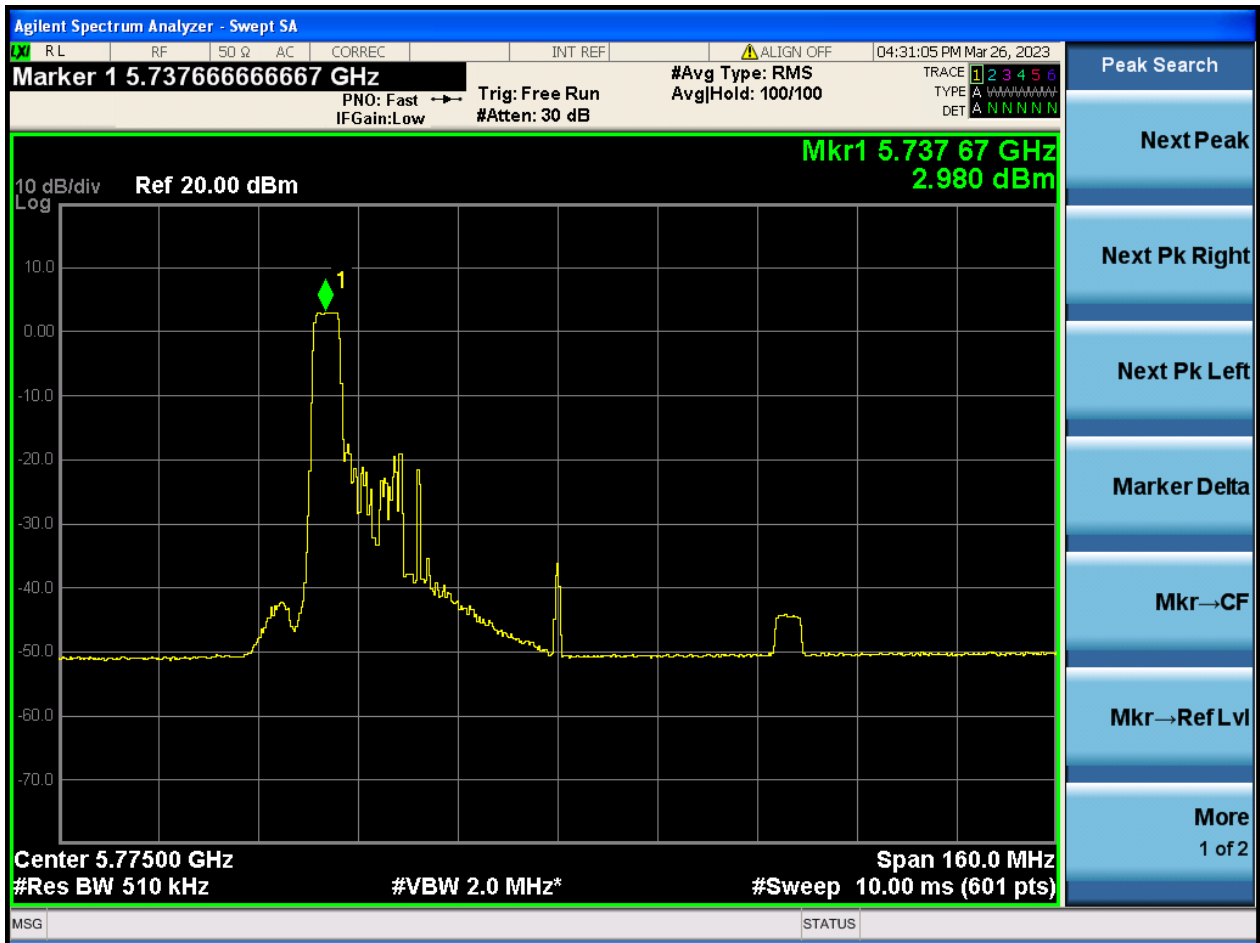 Agilent Spectrum Analyzer - Swept SA
LXI RL RF 50 Ω AC CORREC INT REF ⚠ALIGN OFF 04:31:05 PM Mar 26, 2023
Marker 1 5.737666666667 GHz
PNO: Fast
IFGain:Low
Trig: Free Run
#Atten: 30 dB
#Avg Type: RMS
Avg|Hold: 100/100
TRACE 1 2 3 4 5 6
TYPE A WWWWWW
DET A N N N N N
Mkr1 5.737 67 GHz
2.980 dBm
10 dB/div Ref 20.00 dBm
Log
10.0
0.00
-10.0
-20.0
-30.0
-40.0
-50.0
-60.0
-70.0
1
Center 5.77500 GHz Span 160.0 MHz
#Res BW 510 kHz #VBW 2.0 MHz* #Sweep 10.00 ms (601 pts)
MSG STATUS
Peak Search
Next Peak
Next Pk Right
Next Pk Left
Marker Delta
Mkr→CF
Mkr→Ref Lvl
More
1 of 2